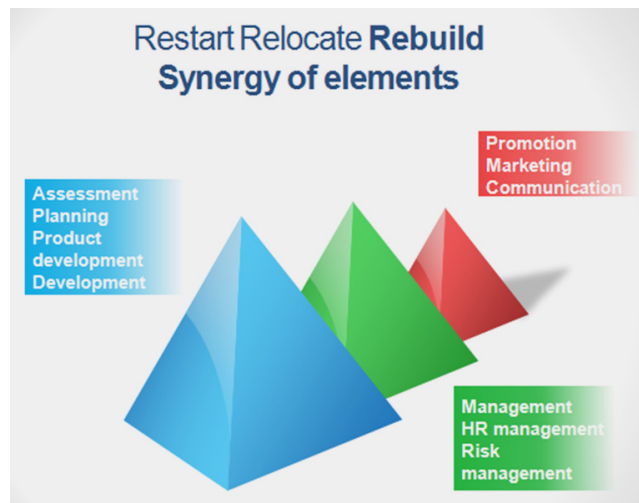 Restart Relocate Rebuild
Synergy of elements
Promotion
Marketing
Communication
Assessment
Planning
Product
development
Development
Management
HR management
Risk
management